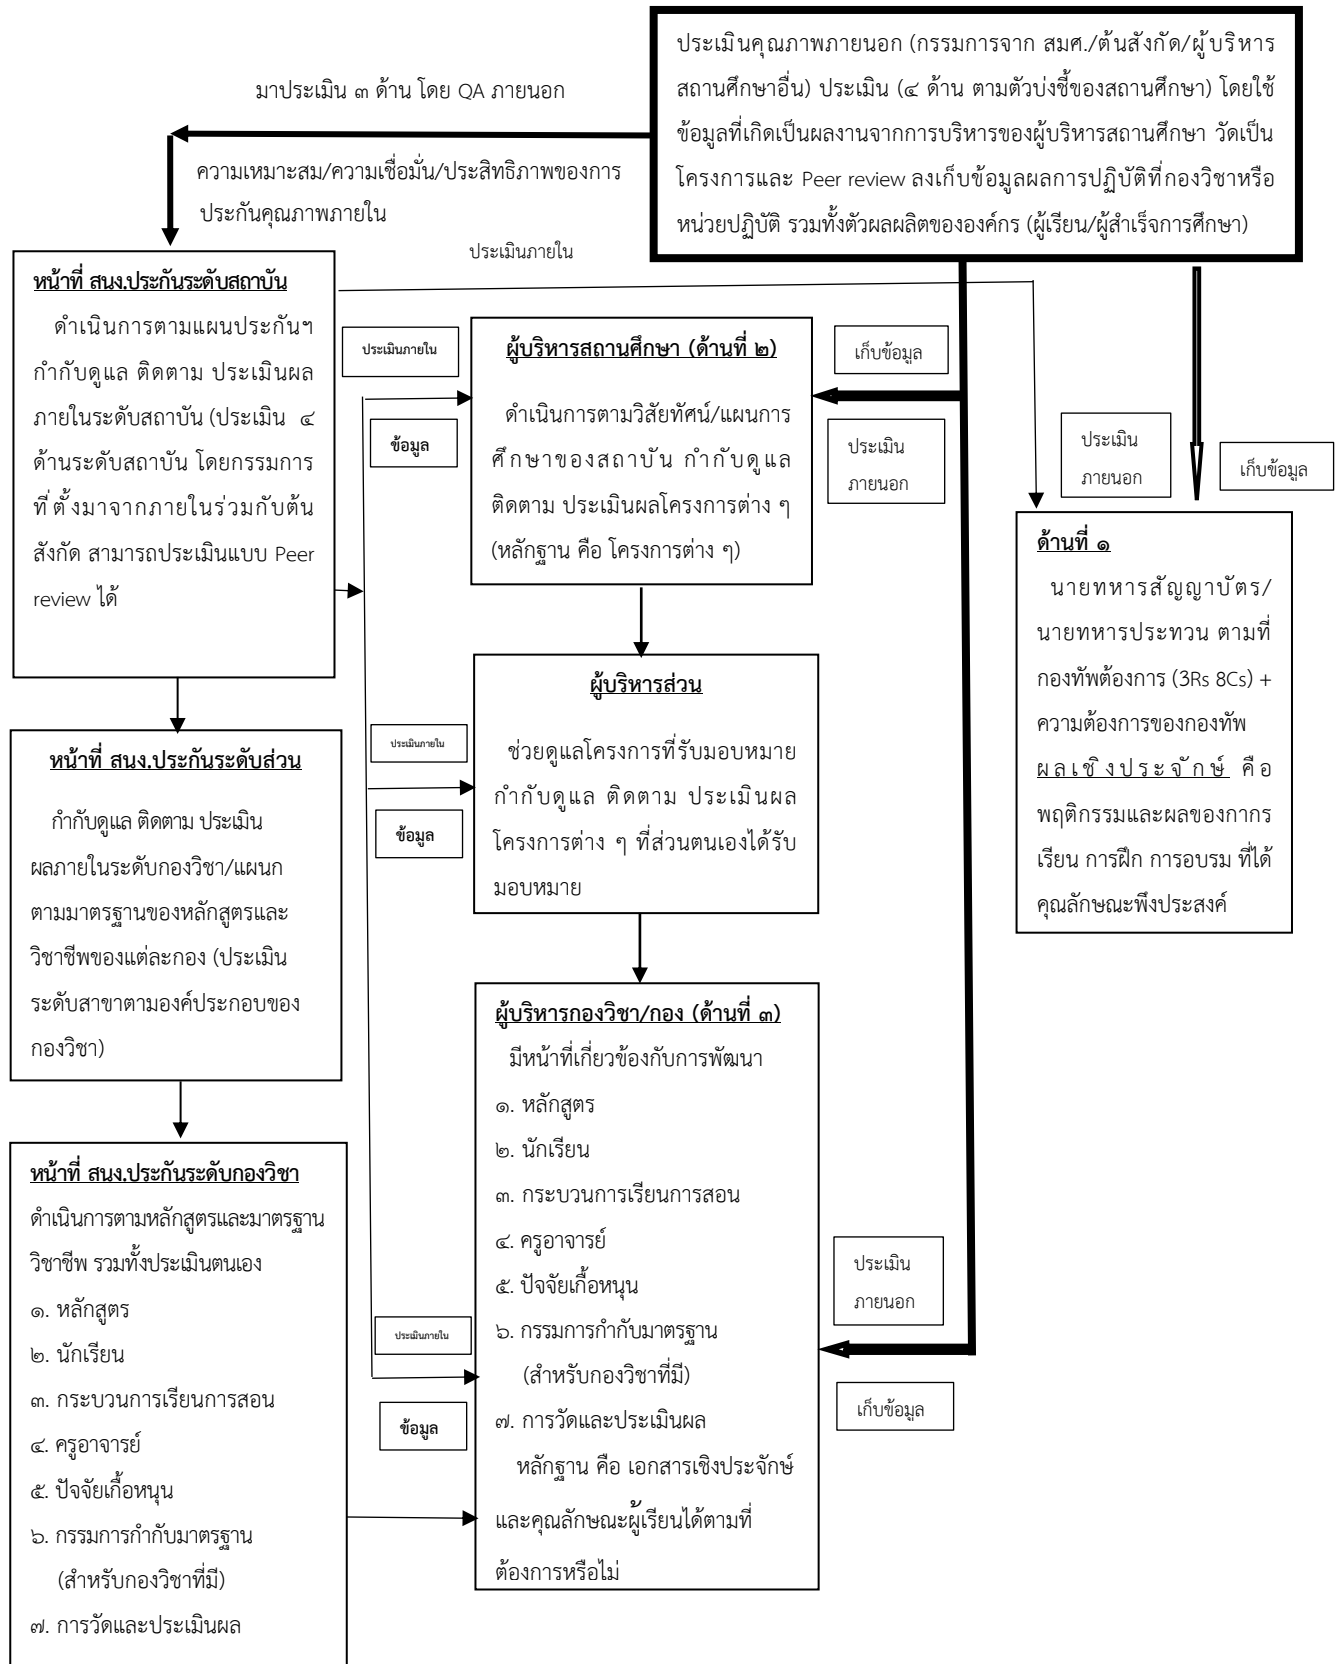 ประเมินคุณภาพภายนอก (กรรมการจาก สมศ./ต้นสังกัด/ผู้บริหาร
สถานศึกษาอื่น) ประเมิน (๔ ด้าน ตามตัวบ่งชี้ของสถานศึกษา) โดยใช้
ข้อมูลที่เกิดเป็นผลงานจากการบริหารของผู้บริหารสถานศึกษา วัดเป็น
โครงการและ Peer review ลงเก็บข้อมูลผลการปฏิบัติที่กองวิชาหรือ
หน่วยปฏิบัติ รวมทั้งตัวผลผลิตขององค์กร (ผู้เรียน/ผู้สำเร็จการศึกษา)
มาประเมิน ๓ ด้าน โดย QA ภายนอก
ความเหมาะสม/ความเชื่อมั่น/ประสิทธิภาพของการ
ประกันคุณภาพภายใน
ประเมินภายใน
หน้าที่ สนง.ประกันระดับสถาบัน
ดำเนินการตามแผนประกันฯ
กำกับดูแล ติดตาม ประเมินผล
ภายในระดับสถาบัน (ประเมิน ๔
ด้านระดับสถาบัน โดยกรรมการ
ที่ตั้งมาจากภายในร่วมกับต้น
สังกัด สามารถประเมินแบบ Peer
review ได้
ประเมินภายใน
ข้อมูล
ผู้บริหารสถานศึกษา (ด้านที่ ๒)
ดำเนินการตามวิสัยทัศน์/แผนการ
ศึกษาของสถาบัน กำกับดูแล
ติดตาม ประเมินผลโครงการต่าง ๆ
(หลักฐาน คือ โครงการต่าง ๆ)
เก็บข้อมูล
ประเมิน
ภายนอก
ประเมิน
ภายนอก
เก็บข้อมูล
ด้านที่ ๑
นายทหารสัญญาบัตร/
นายทหารประทวน ตามที่
กองทัพต้องการ (3Rs 8Cs) +
ความต้องการของกองทัพ
ผลเชิงประจักษ์ คือ
พฤติกรรมและผลของกาการ
เรียน การฝึก การอบรม ที่ได้
คุณลักษณะพึงประสงค์
หน้าที่ สนง.ประกันระดับส่วน
กำกับดูแล ติดตาม ประเมิน
ผลภายในระดับกองวิชา/แผนก
ตามมาตรฐานของหลักสูตรและ
วิชาชีพของแต่ละกอง (ประเมิน
ระดับสาขาตามองค์ประกอบของ
กองวิชา)
ประเมินภายใน
ข้อมูล
ผู้บริหารส่วน
ช่วยดูแลโครงการที่รับมอบหมาย
กำกับดูแล ติดตาม ประเมินผล
โครงการต่าง ๆ ที่ส่วนตนเองได้รับ
มอบหมาย
หน้าที่ สนง.ประกันระดับกองวิชา
ดำเนินการตามหลักสูตรและมาตรฐาน
วิชาชีพ รวมทั้งประเมินตนเอง
๑. หลักสูตร
๒. นักเรียน
๓. กระบวนการเรียนการสอน
๔. ครูอาจารย์
๕. ปัจจัยเกื้อหนุน
๖. กรรมการกำกับมาตรฐาน
(สำหรับกองวิชาที่มี)
๗. การวัดและประเมินผล
ประเมินภายใน
ข้อมูล
ผู้บริหารกองวิชา/กอง (ด้านที่ ๓)
มีหน้าที่เกี่ยวข้องกับการพัฒนา
๑. หลักสูตร
๒. นักเรียน
๓. กระบวนการเรียนการสอน
๔. ครูอาจารย์
๕. ปัจจัยเกื้อหนุน
๖. กรรมการกำกับมาตรฐาน
(สำหรับกองวิชาที่มี)
๗. การวัดและประเมินผล
หลักฐาน คือ เอกสารเชิงประจักษ์
และคุณลักษณะผู้เรียนได้ตามที่
ต้องการหรือไม่
ประเมิน
ภายนอก
เก็บข้อมูล